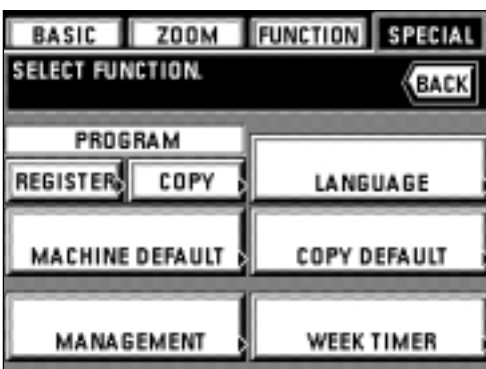 BASIC ZOOM FUNCTION SPECIAL
SELECT FUNCTION.
BACK
PROGRAM
REGISTER COPY LANGUAGE
MACHINE DEFAULT COPY DEFAULT
MANAGEMENT WEEK TIMER